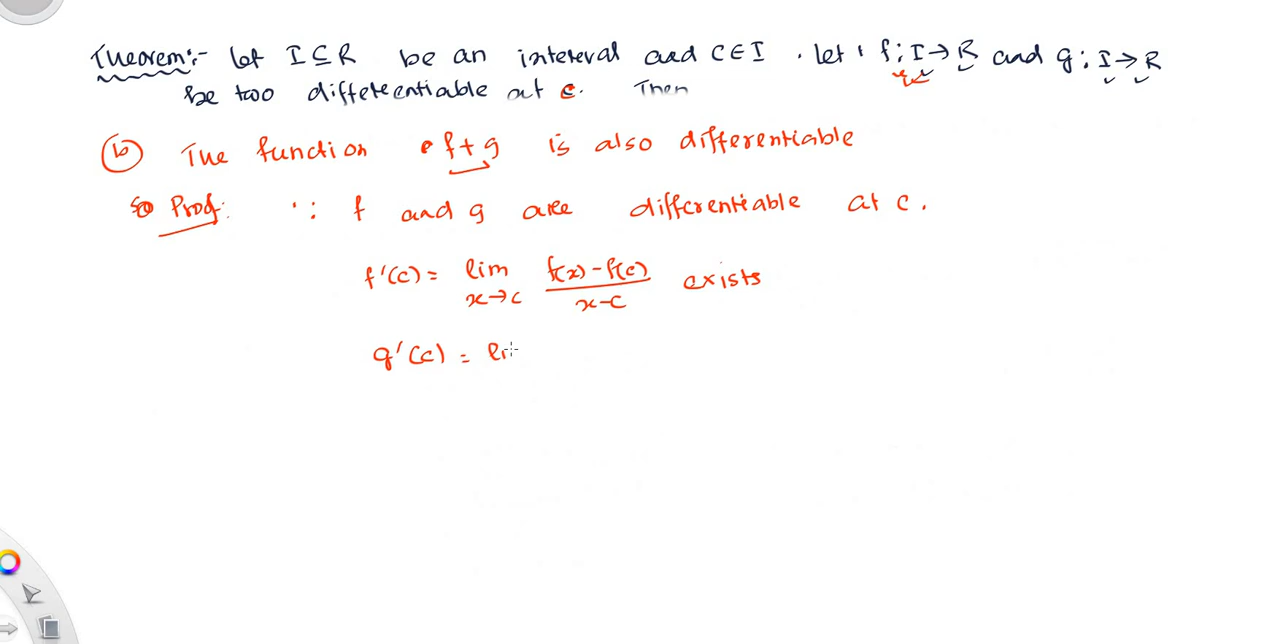 Theorem:- let I ⊆ R be an interval and C ∈ I . let f : I → R and g : I → R
be two differentiable at c. Then
(b) The function f + g is also differentiable
Proof: ∵ f and g are differentiable at c.
f'(c) = lim x→c f(x) - f(c) / x - c exists
g'(c) = li